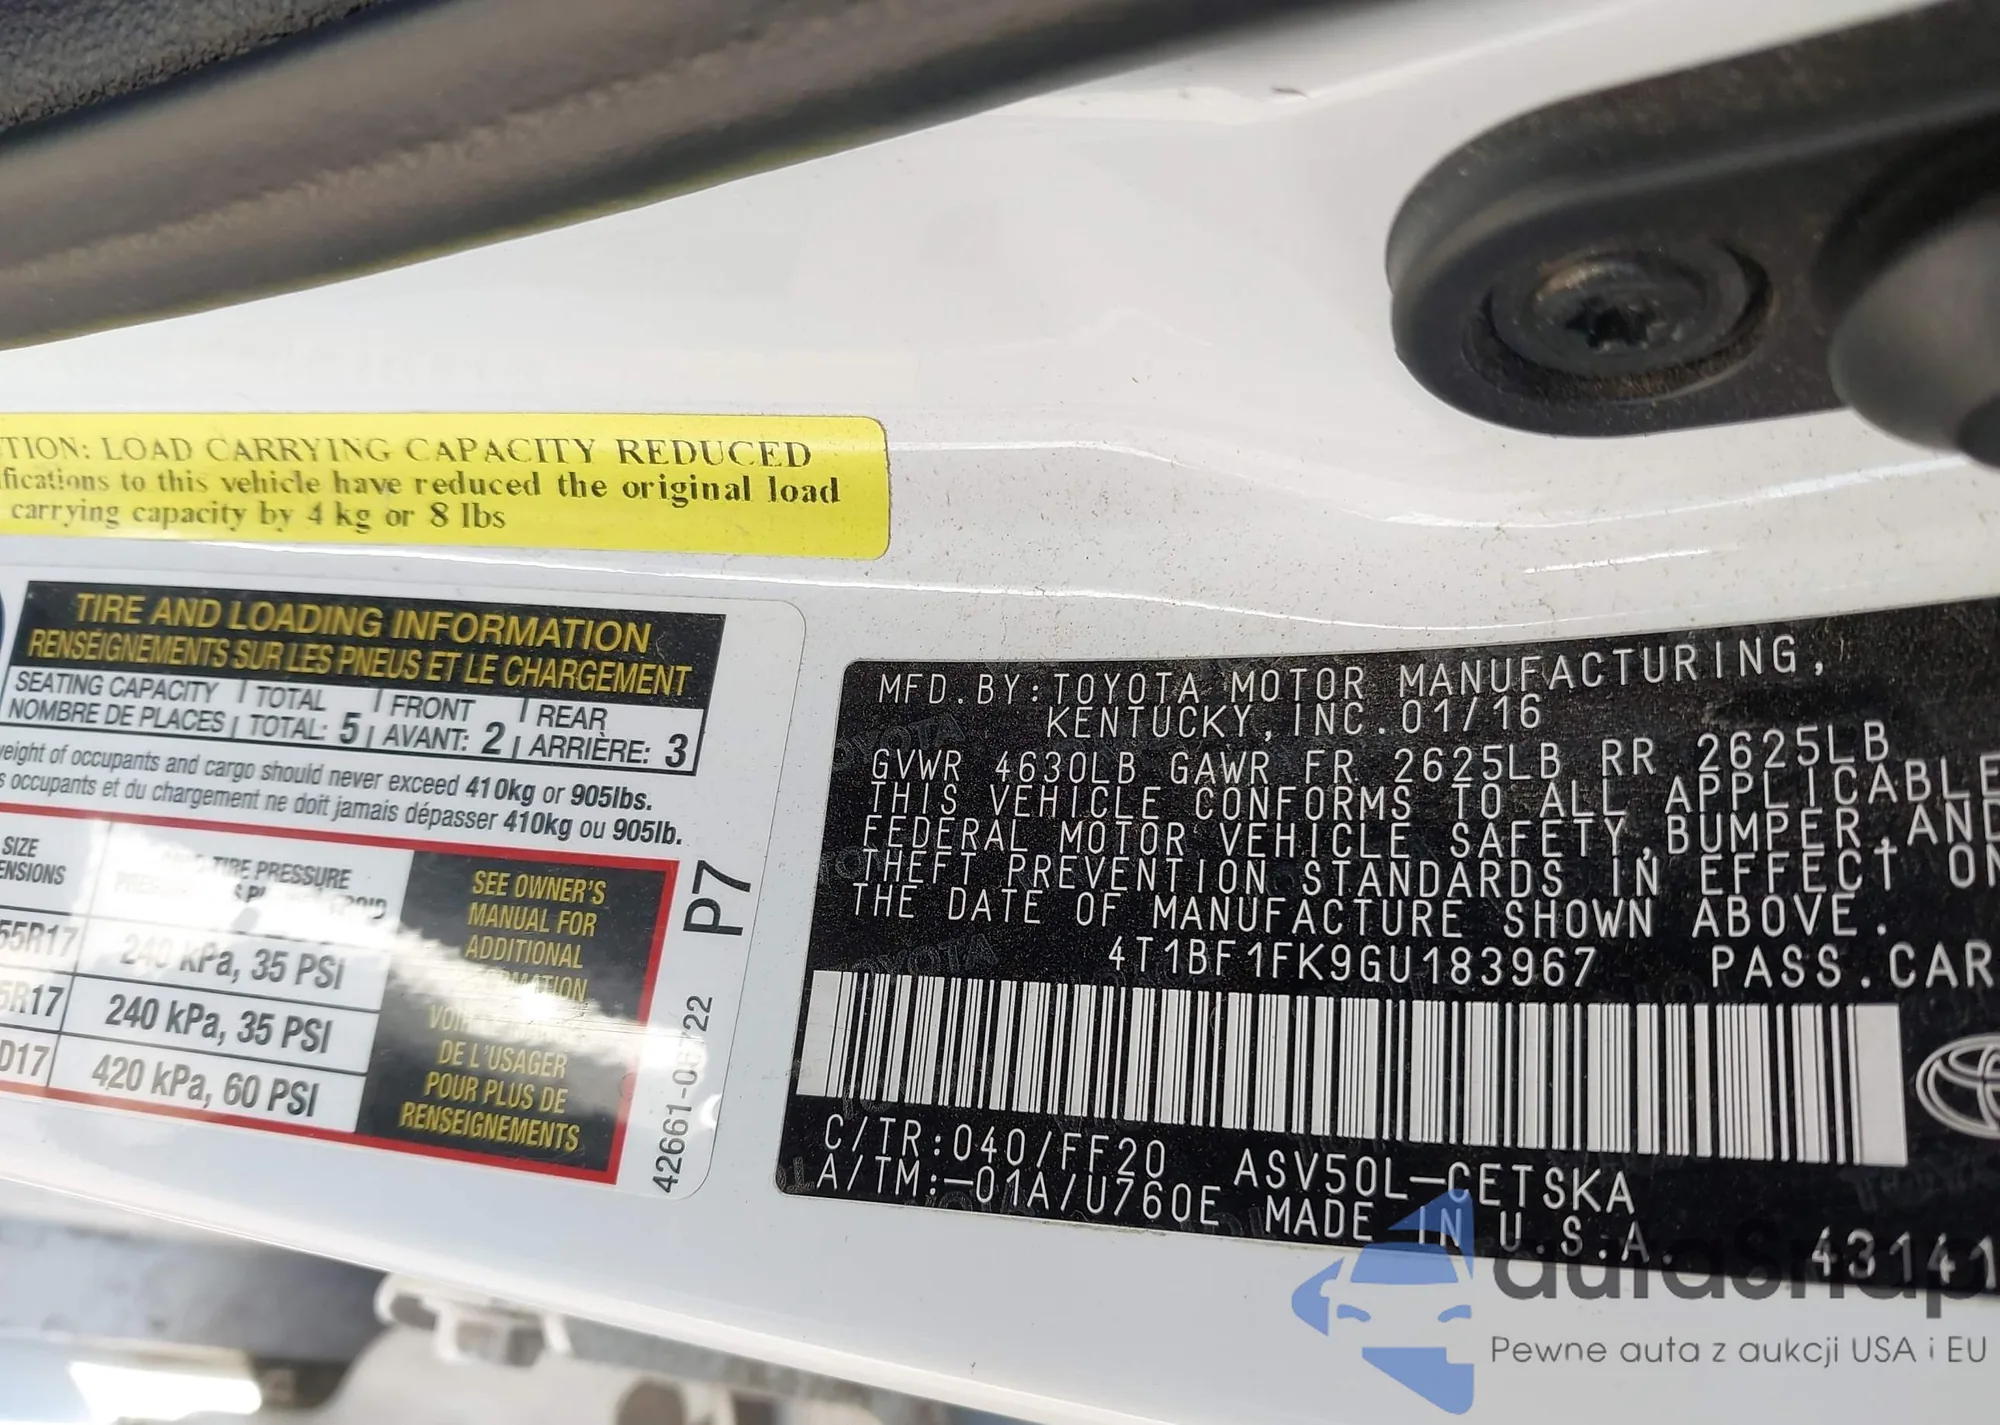 TION: LOAD CARRYING CAPACITY REDUCED
fications to this vehicle have reduced the original load
carrying capacity by 4 kg or 8 lbs
TIRE AND LOADING INFORMATION
RENSEIGNEMENTS SUR LES PNEUS ET LE CHARGEMENT
SEATING CAPACITY | TOTAL | FRONT | REAR
NOMBRE DE PLACES | TOTAL: 5 | AVANT: 2 | ARRIÈRE: 3
eight of occupants and cargo should never exceed 410kg or 905lbs.
s occupants et du chargement ne doit jamais dépasser 410kg ou 905lb.
SIZE
ENSIONS
TIRE PRESSURE
55R17 240 kPa, 35 PSI
5R17 240 kPa, 35 PSI
D17 420 kPa, 60 PSI
SEE OWNER'S
MANUAL FOR
ADDITIONAL
DE L'USAGER
POUR PLUS DE
RENSEIGNEMENTS
P7
MFD.BY:TOYOTA MOTOR MANUFACTURING,
KENTUCKY,INC.01/16
GVWR 4630LB GAWR FR 2625LB RR 2625LB
THIS VEHICLE CONFORMS TO ALL APPLICABLE
FEDERAL MOTOR VEHICLE SAFETY,BUMPER,AND
THEFT PREVENTION STANDARDS IN EFFECT ON
THE DATE OF MANUFACTURE SHOWN ABOVE.
4T1BF1FK9GU183967 PASS.CAR
C/TR:040/FF20 ASV50L-CETSKA
A/TM:-01A/U760E MADE IN U.S.A.
43141
autasnap
Pewne auta z aukcji USA i EU